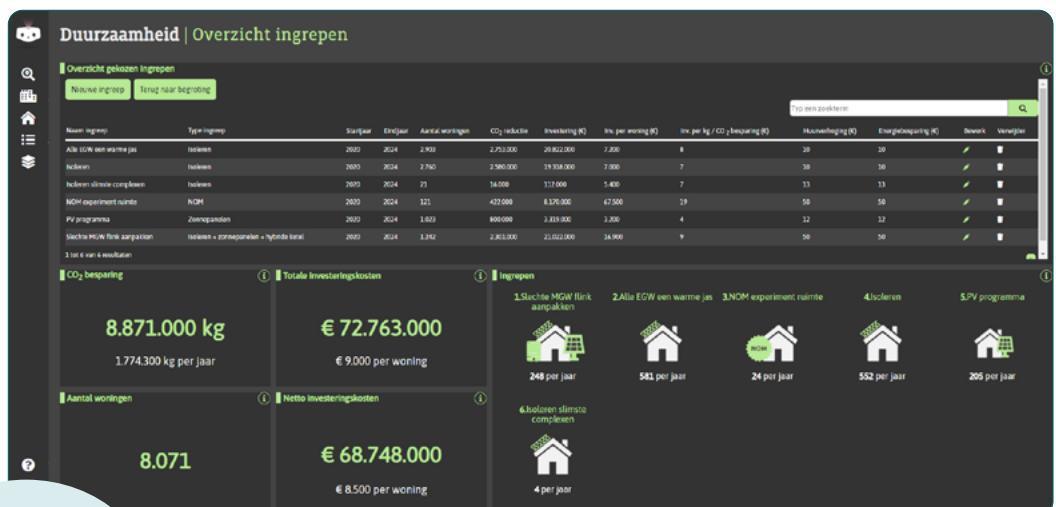 Duurzaamheid | Overzicht ingrepen
Overzicht gekozen Ingrepen
Nieuwe ingreep Terug naar begroting
Typ een zoekterm
Naam ingreep Type ingreep Startjaar Eindjaar Aantal woningen CO2 reductie Investering (€) Inv. per woning (€) Inv. per kg / CO2 besparing (€) Huurverhoging (€) Energiebesparing (€) Bewerk Verwijder
Alle EGW een warme jas Isoleren 2020 2024 2.903 2.753.000 20.822.000 7.200 8 10 10
Isoleren Isoleren 2020 2024 2.760 2.580.000 19.338.000 7.000 7 10 10
Isoleren slimste complexen Isoleren 2020 2024 21 16.000 112.000 5.400 7 13 13
NOM experiment ruimte NOM 2020 2024 121 422.000 8.170.000 67.500 19 50 50
PV programma Zonnepanelen 2020 2024 1.023 800.000 3.319.000 3.200 4 12 12
Slechte MGW flink aanpakken Isoleren + zonnepanelen + hybride ketel 2020 2024 1.242 2.301.000 21.022.000 16.900 9 50 50
1 tot 6 van 6 resultaten
CO2 besparing
8.871.000 kg
1.774.300 kg per jaar
Totale investeringskosten
€ 72.763.000
€ 9.000 per woning
Ingrepen
1.Slechte MGW flink
aanpakken
248 per jaar
2.Alle EGW een warme jas
581 per jaar
3.NOM experiment ruimte
NOM
24 per jaar
4.Isoleren
552 per jaar
5.PV programma
205 per jaar
Aantal woningen
8.071
Netto investeringskosten
€ 68.748.000
€ 8.500 per woning
6.Isoleren slimste
complexen
4 per jaar